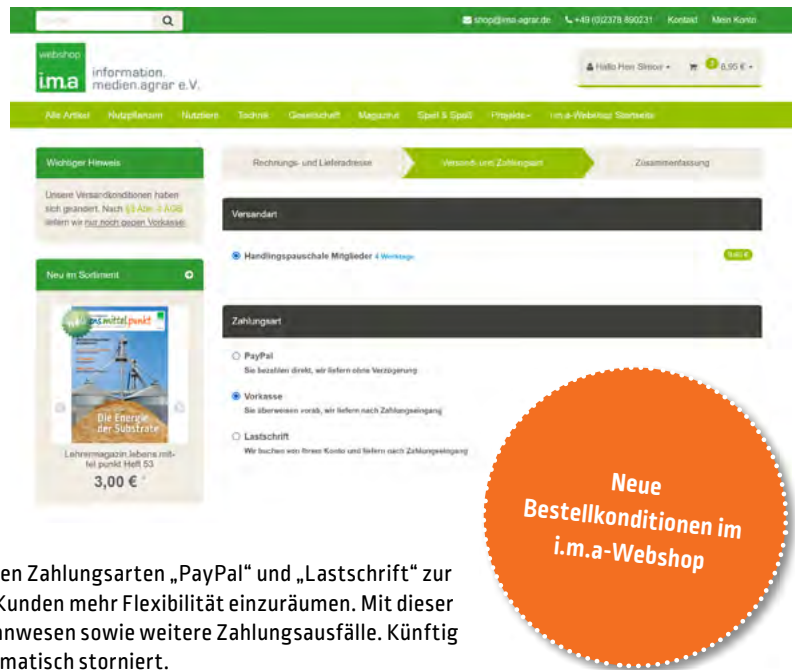 shop@ima-agrar.de +49 (0)2378 890231 Kontakt Mein Konto
webshop
i.m.a
information.
medien.agrar e.V.
Hallo Herr Simon
Alle Artikel Nutzpflanzen Nutztiere Technik Gesellschaft Magazine Spiel & Spaß Projekte i.m.a-Webshop Startseite
Wichtiger Hinweis
Unsere Versandkonditionen haben
sich geändert. Nach AGB
liefern wir nur noch gegen Vorkasse
Neu im Sortiment
Die Energie
der Substrate
Lehrermagazin lebens.mit-
tel.punkt Heft 53
3,00 € *
Rechnungs- und Lieferadresse
Versand- und Zahlungsart
Zusammenfassung
Versandart
Handlingspauschale Mitglieder 4 Werktage
Zahlungsart
PayPal
Sie bezahlen direkt, wir liefern ohne Verzögerung
Vorkasse
Sie überweisen vorab, wir liefern nach Zahlungseingang
Lastschrift
Wir buchen von Ihrem Konto und liefern nach Zahlungseingang
Neue
Bestellkonditionen im
i.m.a-Webshop
en Zahlungsarten „PayPal“ und „Lastschrift“ zur
Kunden mehr Flexibilität einzuräumen. Mit dieser
nwesen sowie weitere Zahlungsausfälle. Künftig
matisch storniert.